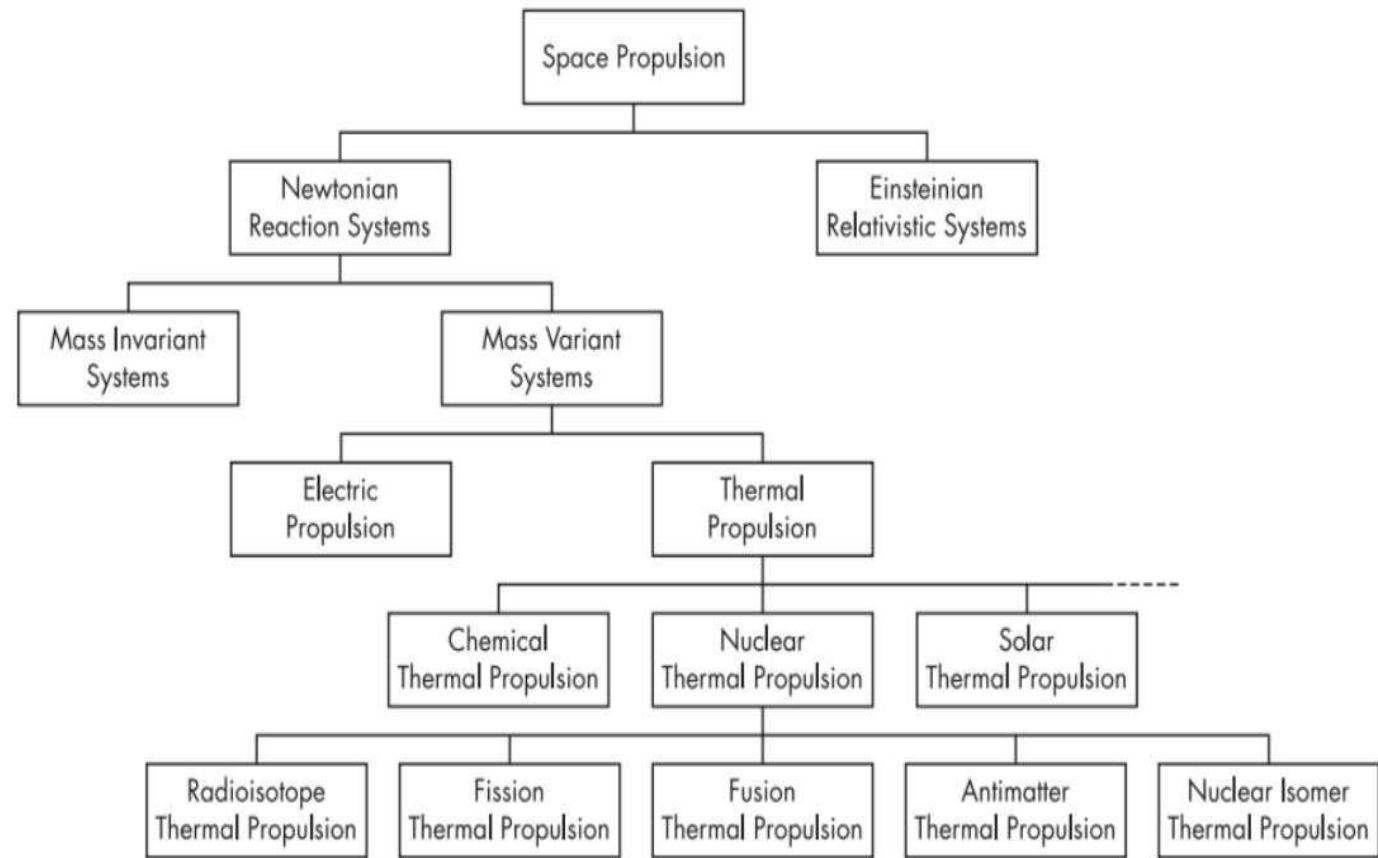 Space Propulsion
Newtonian
Reaction Systems
Einsteinian
Relativistic Systems
Mass Invariant
Systems
Mass Variant
Systems
Electric
Propulsion
Thermal
Propulsion
Chemical
Thermal Propulsion
Nuclear
Thermal Propulsion
Solar
Thermal Propulsion
Radioisotope
Thermal Propulsion
Fission
Thermal Propulsion
Fusion
Thermal Propulsion
Antimatter
Thermal Propulsion
Nuclear Isomer
Thermal Propulsion